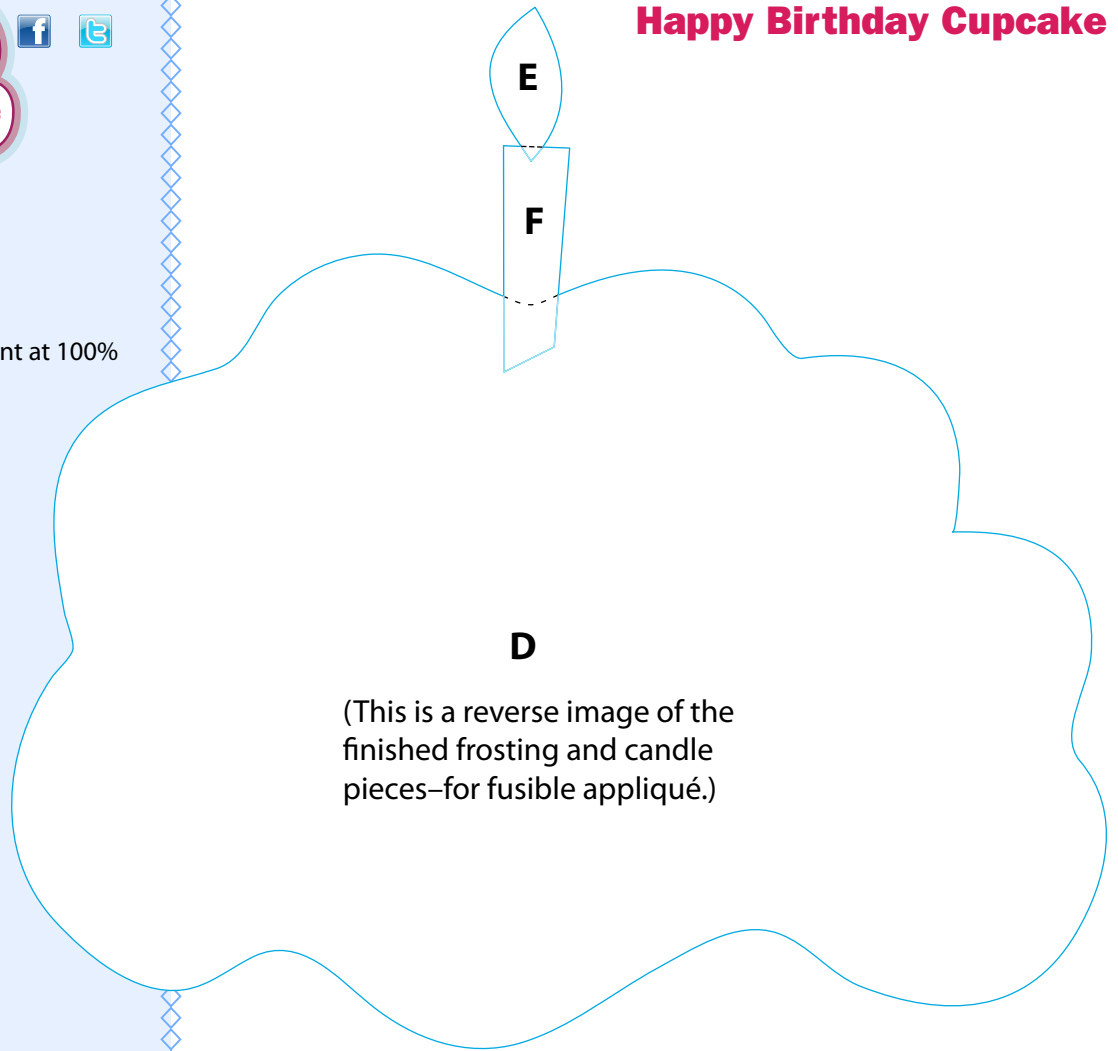 Happy Birthday Cupcake
E
F
nt at 100%
D
(This is a reverse image of the
finished frosting and candle
pieces–for fusible appliqué.)